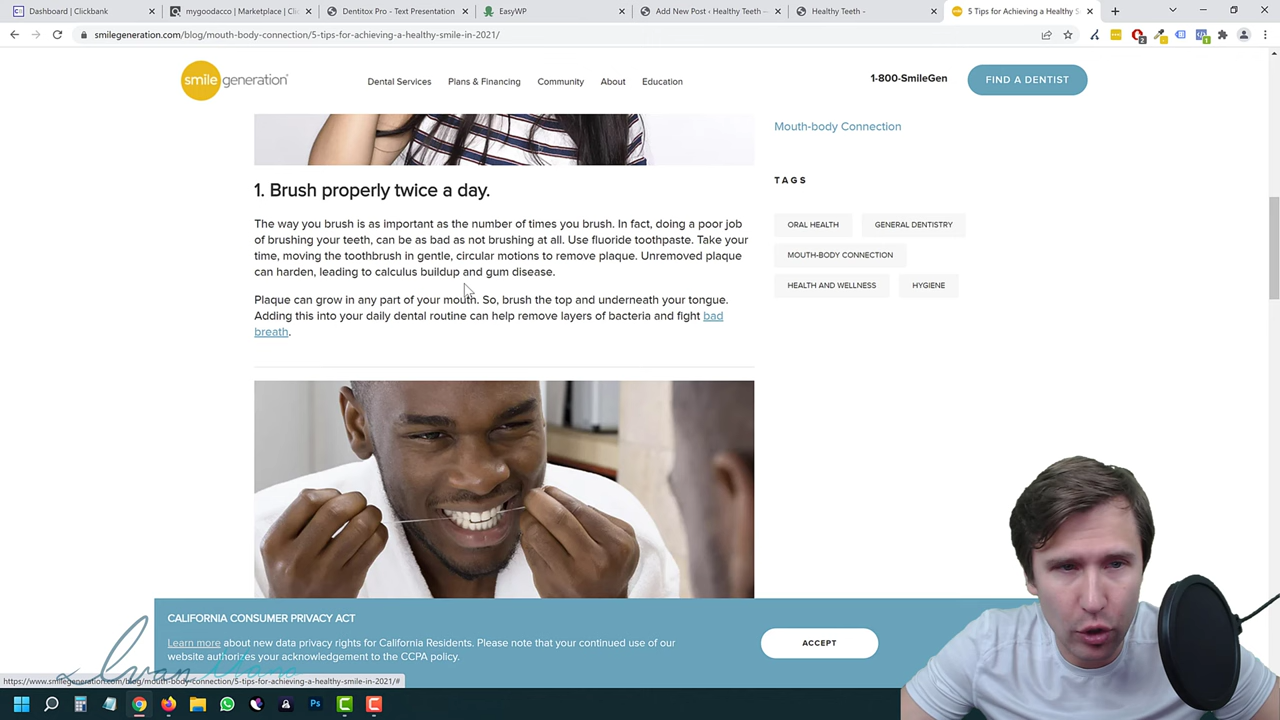 Dashboard | Clickbank
mygoodacco | Marketplace | Clic
Dentitox Pro - Text Presentation
EasyWP
Add New Post ‹ Healthy Teeth —
Healthy Teeth -
5 Tips for Achieving a Healthy S
smilegeneration.com/blog/mouth-body-connection/5-tips-for-achieving-a-healthy-smile-in-2021/
smile generation
Dental Services
Plans & Financing
Community
About
Education
1-800-SmileGen
FIND A DENTIST
Mouth-body Connection
TAGS
ORAL HEALTH
GENERAL DENTISTRY
MOUTH-BODY CONNECTION
HEALTH AND WELLNESS
HYGIENE
1. Brush properly twice a day.
The way you brush is as important as the number of times you brush. In fact, doing a poor job
of brushing your teeth, can be as bad as not brushing at all. Use fluoride toothpaste. Take your
time, moving the toothbrush in gentle, circular motions to remove plaque. Unremoved plaque
can harden, leading to calculus buildup and gum disease.
Plaque can grow in any part of your mouth. So, brush the top and underneath your tongue.
Adding this into your daily dental routine can help remove layers of bacteria and fight bad
breath.
CALIFORNIA CONSUMER PRIVACY ACT
Learn more about new data privacy rights for California Residents. Please note that your continued use of our
website authorizes your acknowledgement to the CCPA policy.
ACCEPT
Ivan Mana
https://www.smilegeneration.com/blog/mouth-body-connection/5-tips-for-achieving-a-healthy-smile-in-2021/#